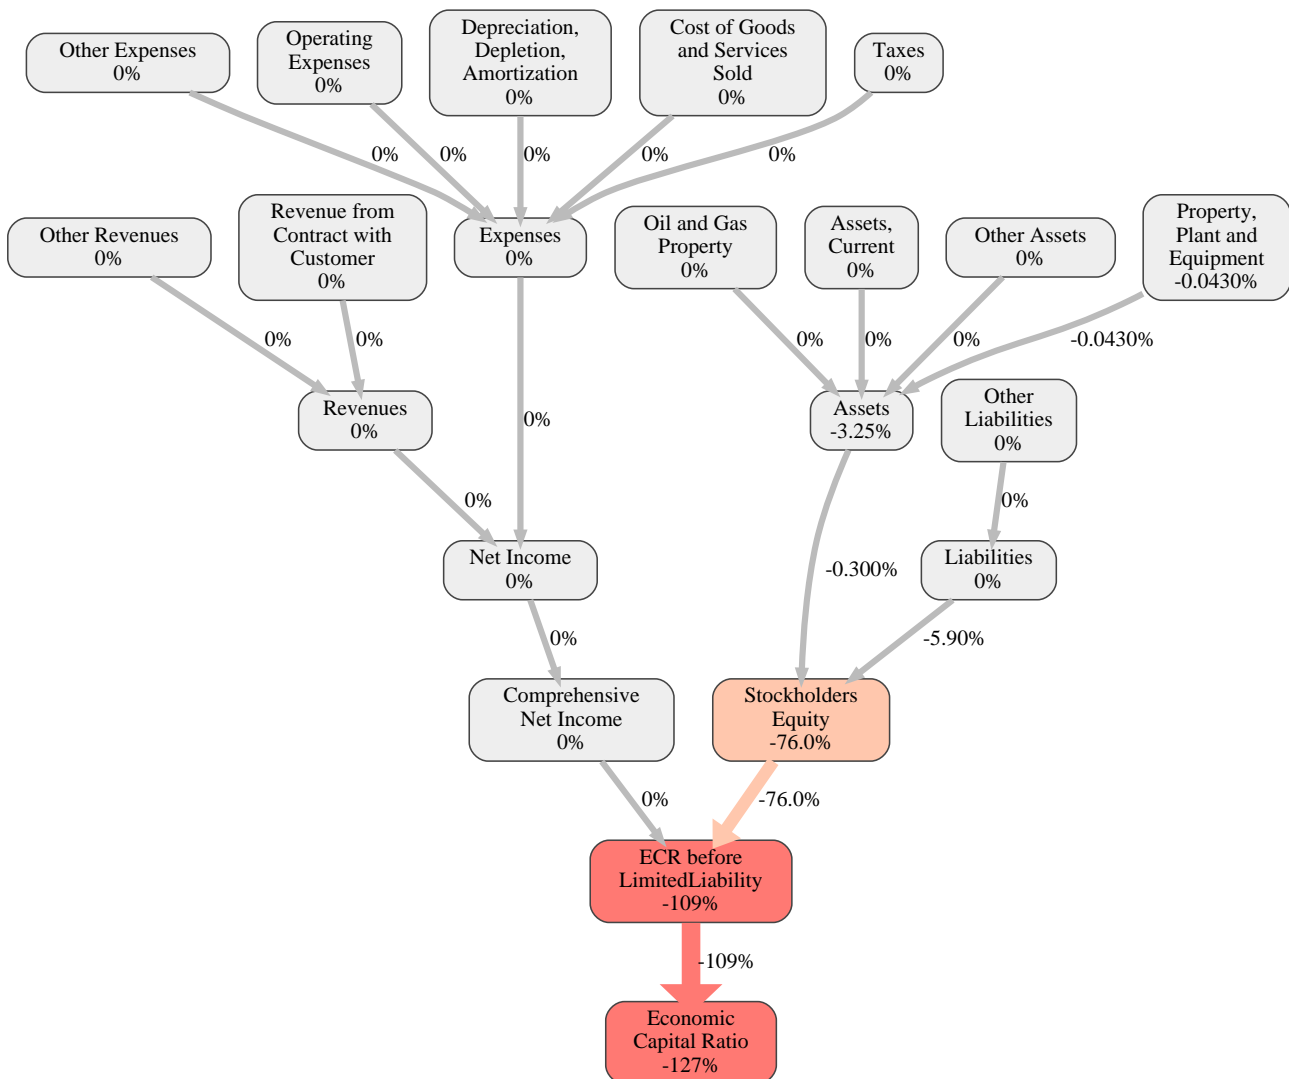 Other Expenses
0%
Operating
Expenses
0%
Depreciation,
Depletion,
Amortization
0%
Cost of Goods
and Services
Sold
0%
Taxes
0%
0%
0%
0%
0%
0%
Other Revenues
0%
Revenue from
Contract with
Customer
0%
Expenses
0%
Oil and Gas
Property
0%
Assets,
Current
0%
Other Assets
0%
Property,
Plant and
Equipment
-0.0430%
0%
0%
0%
0%
0%
-0.0430%
Revenues
0%
0%
Assets
-3.25%
Other
Liabilities
0%
0%
0%
Net Income
0%
-0.300%
Liabilities
0%
0%
-5.90%
Comprehensive
Net Income
0%
Stockholders
Equity
-76.0%
0%
-76.0%
ECR before
LimitedLiability
-109%
-109%
Economic
Capital Ratio
-127%